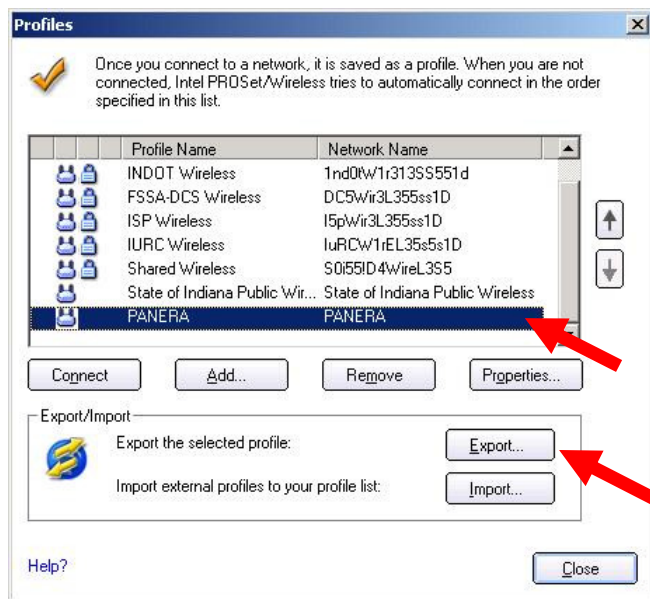 Profiles
Once you connect to a network, it is saved as a profile. When you are not
connected, Intel PROSet/Wireless tries to automatically connect in the order
specified in this list.
Profile Name Network Name
INDOT Wireless 1nd0tW1r313SS551d
FSSA-DCS Wireless DC5Wir3L355ss1D
ISP Wireless I5pWir3L355ss1D
IURC Wireless IuRCW1rEL35s5s1D
Shared Wireless S0i55ID4WireL3S5
State of Indiana Public Wir... State of Indiana Public Wireless
PANERA PANERA
Connect Add... Remove Properties...
Export/Import
Export the selected profile: Export...
Import external profiles to your profile list: Import...
Help? Close